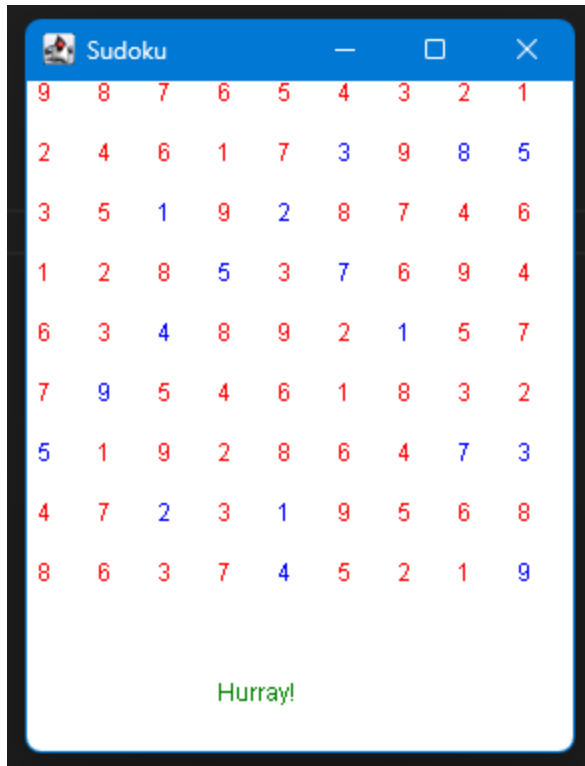 Sudoku
9 8 7 6 5 4 3 2 1
2 4 6 1 7 3 9 8 5
3 5 1 9 2 8 7 4 6
1 2 8 5 3 7 6 9 4
6 3 4 8 9 2 1 5 7
7 9 5 4 6 1 8 3 2
5 1 9 2 8 6 4 7 3
4 7 2 3 1 9 5 6 8
8 6 3 7 4 5 2 1 9
Hurray!